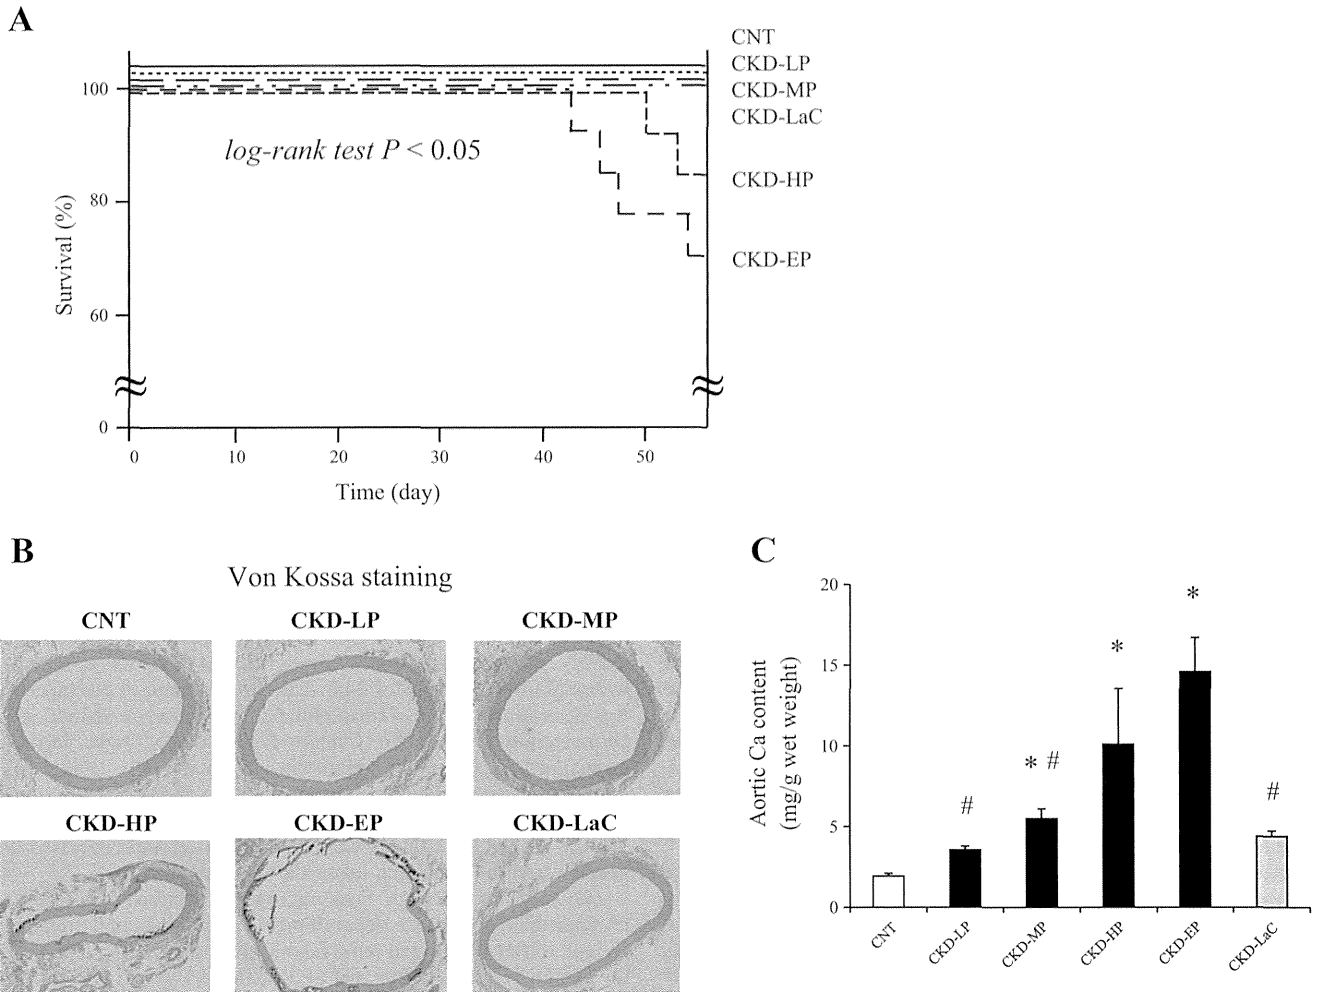 A
CNT
CKD-LP
CKD-MP
CKD-LaC
CKD-HP
CKD-EP
log-rank test P < 0.05
Survival (%)
100
80
60
0
0 10 20 30 40 50
Time (day)
B
Von Kossa staining
CNT CKD-LP CKD-MP
CKD-HP CKD-EP CKD-LaC
C
Aortic Ca content
(mg/g wet weight)
20
15
10
5
0
#
* #
*
*
#
CNT CKD-LP CKD-MP CKD-HP CKD-EP CKD-LaC